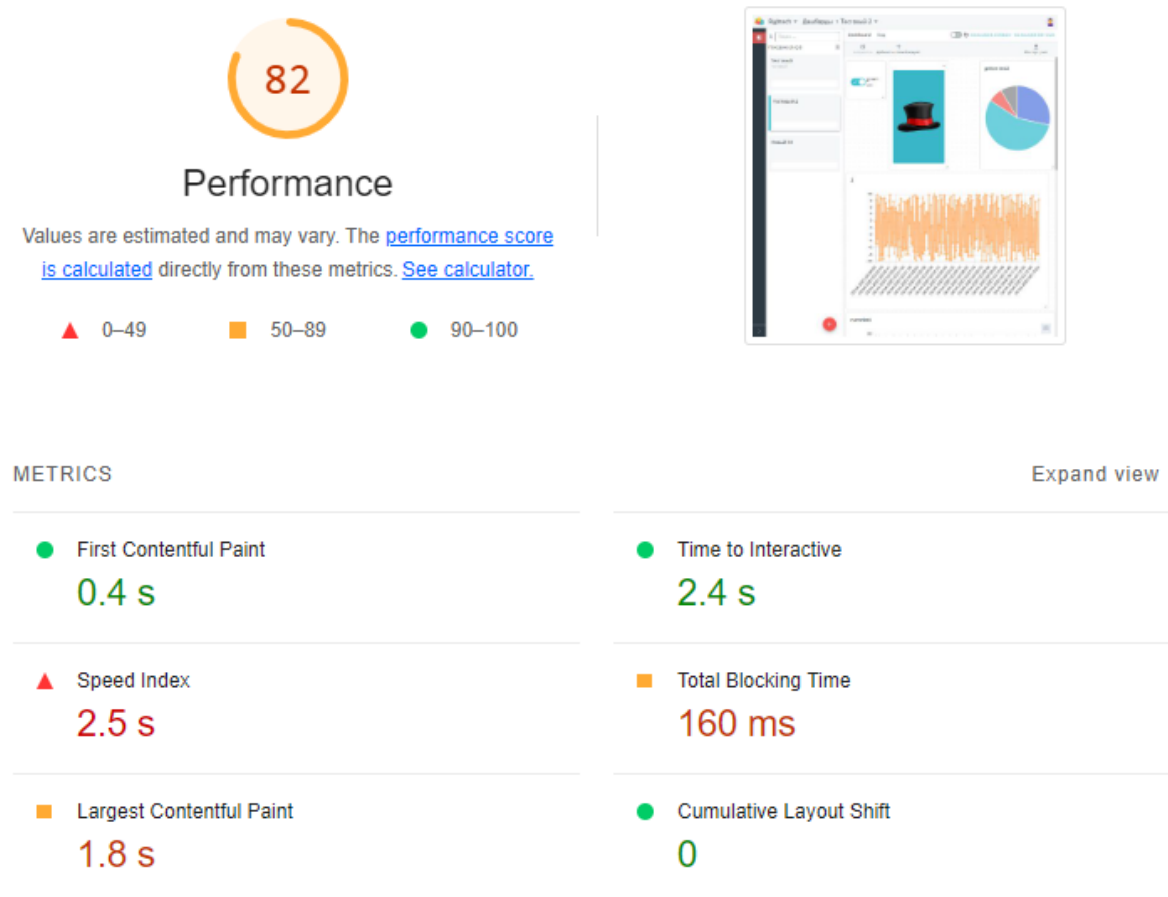 82
Performance
Values are estimated and may vary. The performance score
is calculated directly from these metrics. See calculator.
0–49
50–89
90–100
METRICS
Expand view
First Contentful Paint
0.4 s
Time to Interactive
2.4 s
Speed Index
2.5 s
Total Blocking Time
160 ms
Largest Contentful Paint
1.8 s
Cumulative Layout Shift
0